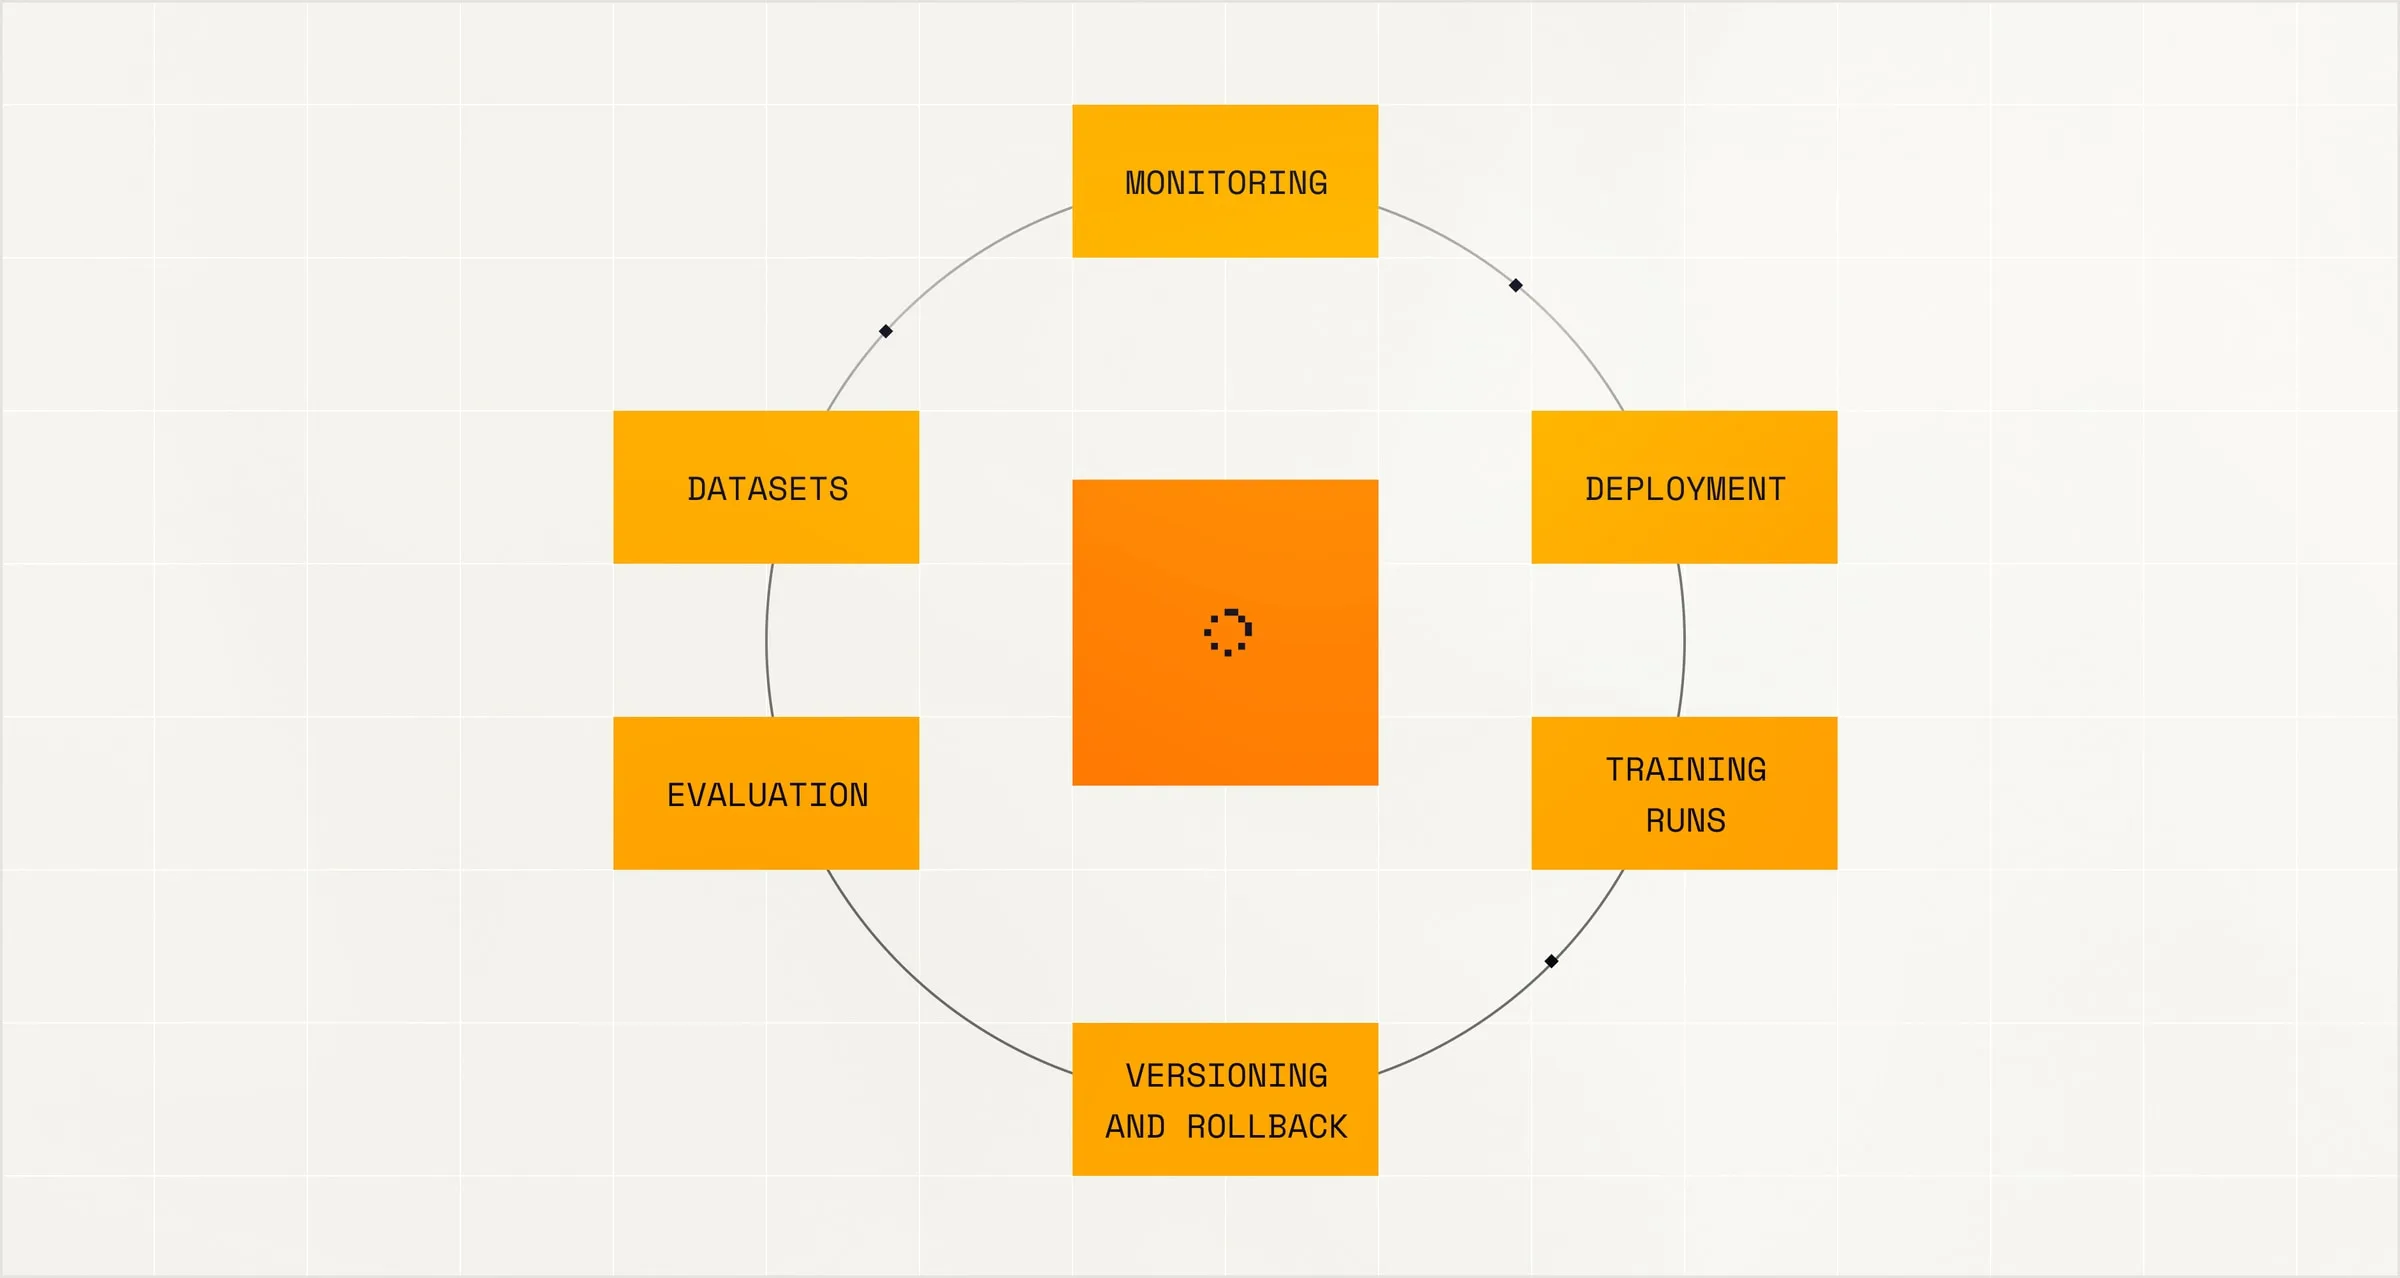 MONITORING
DATASETS
DEPLOYMENT
EVALUATION
TRAINING
RUNS
VERSIONING
AND ROLLBACK